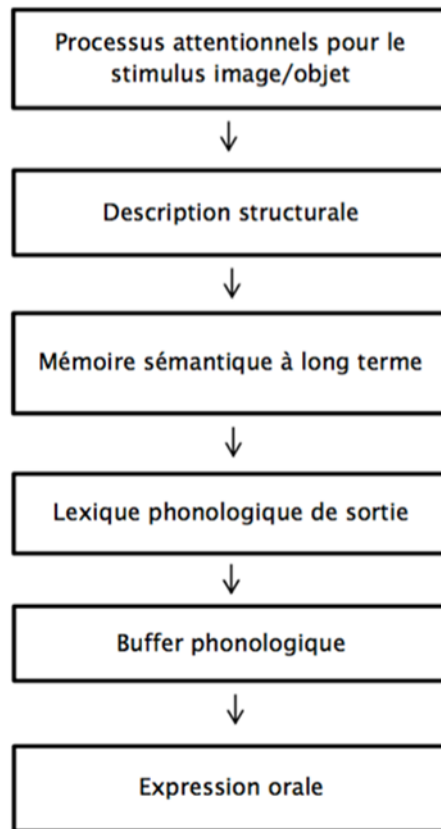 Processus attentionnels pour le
stimulus image/objet
Description structurale
Mémoire sémantique à long terme
Lexique phonologique de sortie
Buffer phonologique
Expression orale